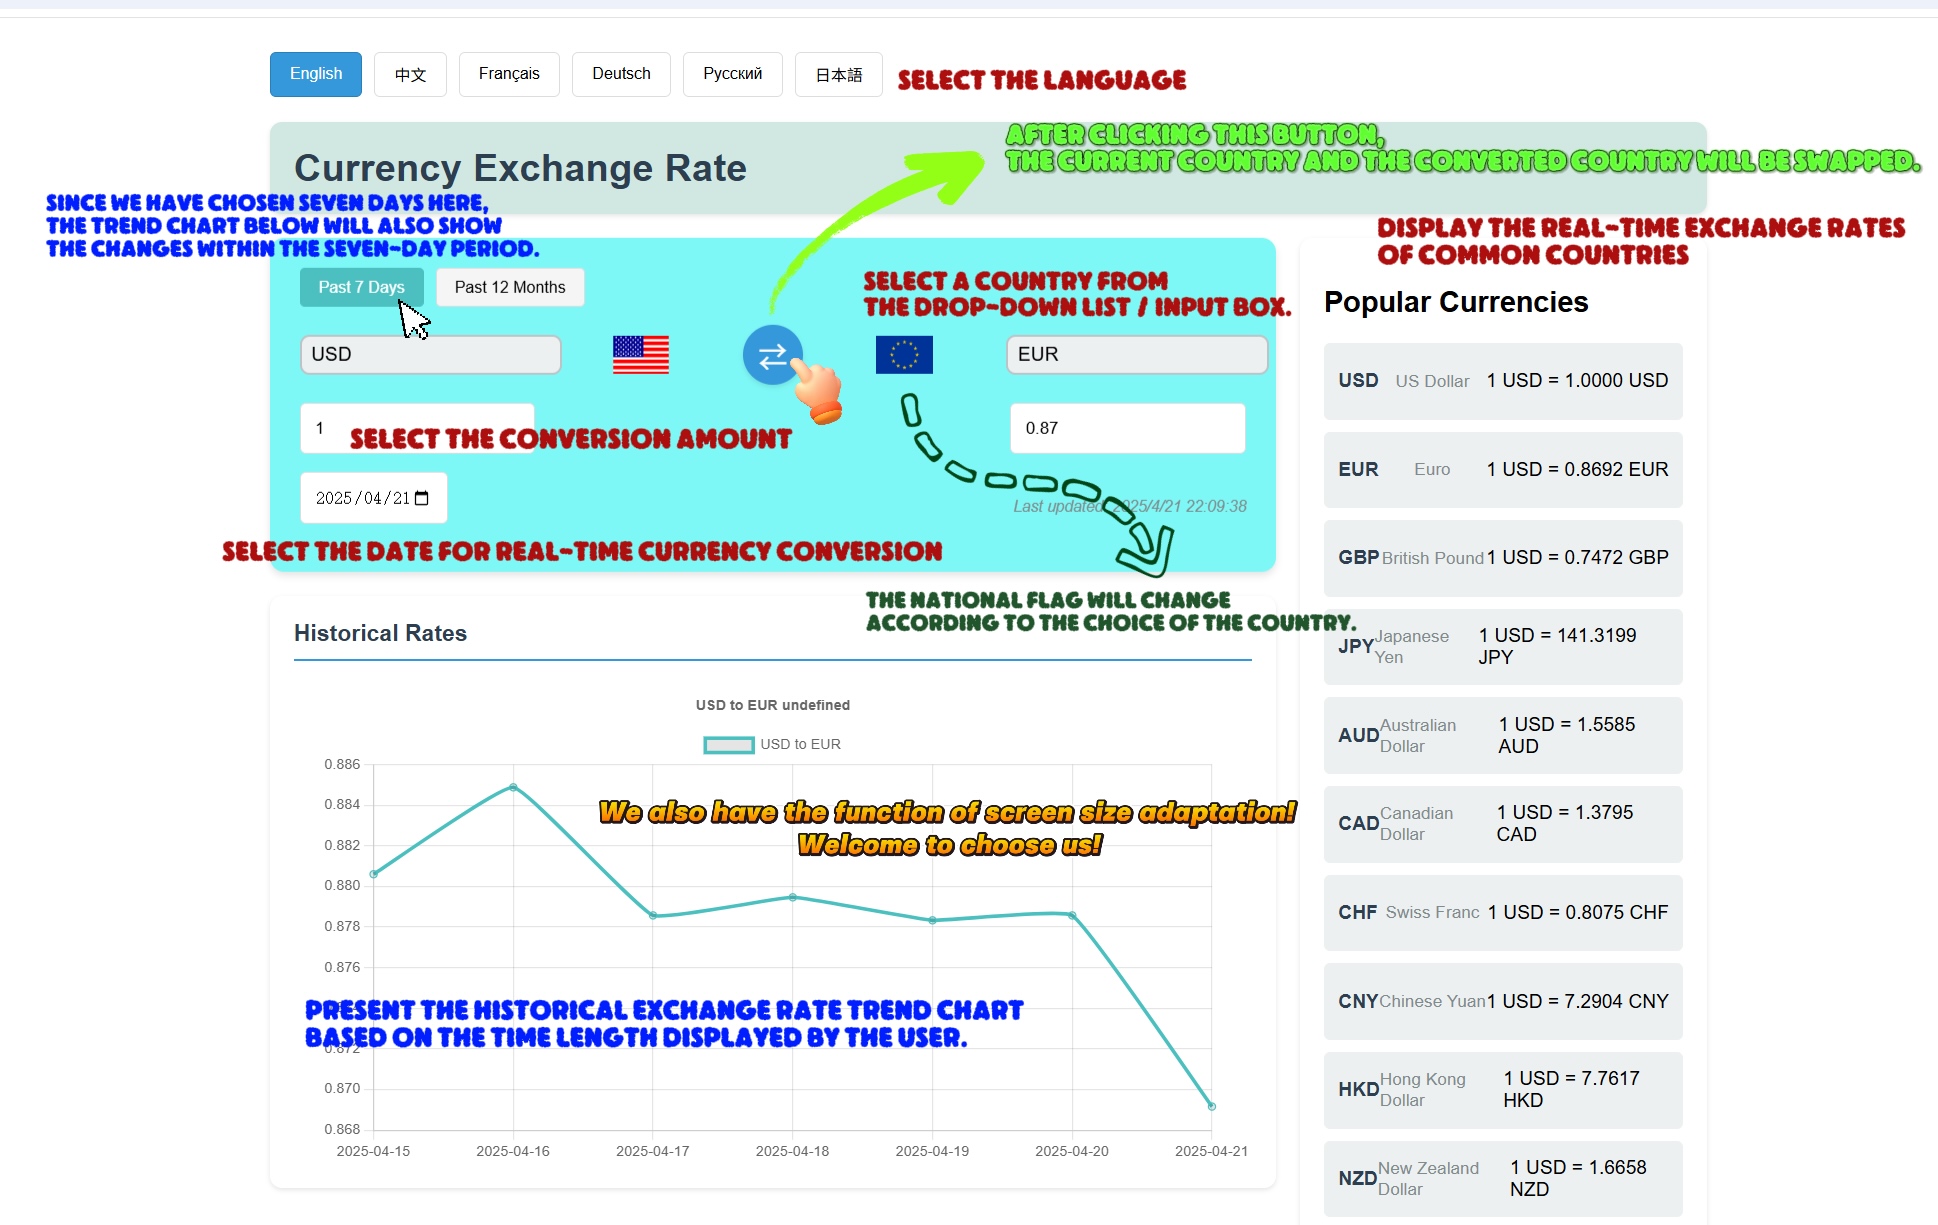 English
中文
Français
Deutsch
Русский
日本語
SELECT THE LANGUAGE
AFTER CLICKING THIS BUTTON,
THE CURRENT COUNTRY AND THE CONVERTED COUNTRY WILL BE SWAPPED.
Currency Exchange Rate
SINCE WE HAVE CHOSEN SEVEN DAYS HERE,
THE TREND CHART BELOW WILL ALSO SHOW
THE CHANGES WITHIN THE SEVEN-DAY PERIOD.
Past 7 Days
Past 12 Months
SELECT A COUNTRY FROM
THE DROP-DOWN LIST / INPUT BOX.
USD
EUR
1
SELECT THE CONVERSION AMOUNT
0.87
2025/04/21
Last updated: 2025/4/21 22:09:38
SELECT THE DATE FOR REAL-TIME CURRENCY CONVERSION
THE NATIONAL FLAG WILL CHANGE
ACCORDING TO THE CHOICE OF THE COUNTRY.
Historical Rates
USD to EUR undefined
USD to EUR
0.886
0.884
0.882
0.880
0.878
0.876
0.872
0.870
0.868
We also have the function of screen size adaptation!
Welcome to choose us!
PRESENT THE HISTORICAL EXCHANGE RATE TREND CHART
BASED ON THE TIME LENGTH DISPLAYED BY THE USER.
2025-04-15
2025-04-16
2025-04-17
2025-04-18
2025-04-19
2025-04-20
2025-04-21
DISPLAY THE REAL-TIME EXCHANGE RATES
OF COMMON COUNTRIES
Popular Currencies
USD US Dollar 1 USD = 1.0000 USD
EUR Euro 1 USD = 0.8692 EUR
GBP British Pound 1 USD = 0.7472 GBP
JPY Japanese Yen 1 USD = 141.3199 JPY
AUD Australian Dollar 1 USD = 1.5585 AUD
CAD Canadian Dollar 1 USD = 1.3795 CAD
CHF Swiss Franc 1 USD = 0.8075 CHF
CNY Chinese Yuan 1 USD = 7.2904 CNY
HKD Hong Kong Dollar 1 USD = 7.7617 HKD
NZD New Zealand Dollar 1 USD = 1.6658 NZD